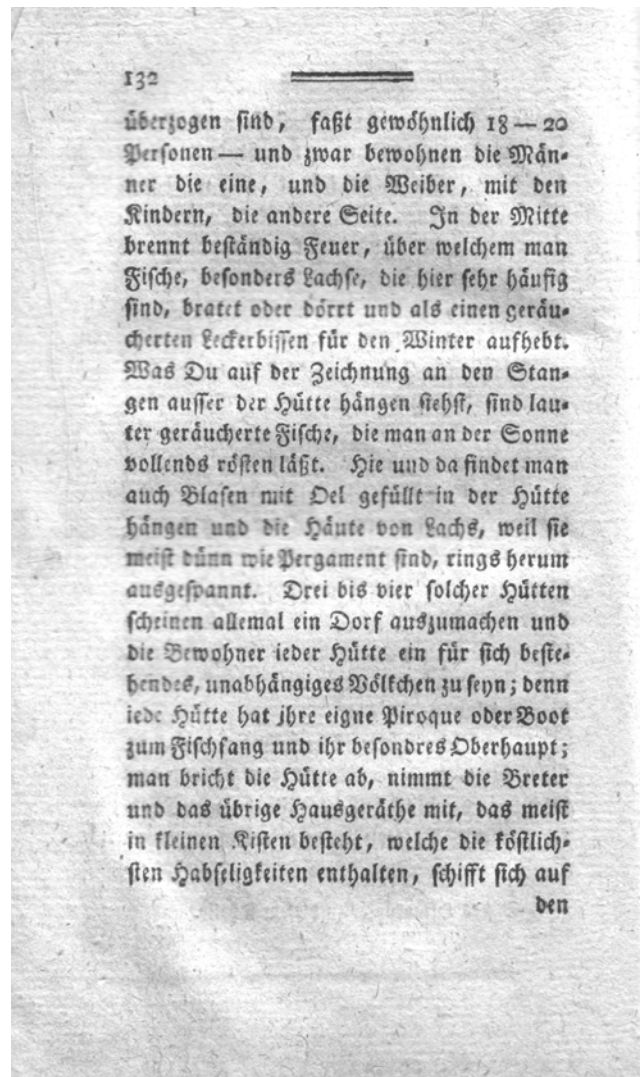 132
überzogen sind, faßt gewöhnlich 18 — 20
Personen — und zwar bewohnen die Män-
ner die eine, und die Weiber, mit den
Kindern, die andere Seite. In der Mitte
brennt beständig Feuer, über welchem man
Fische, besonders Lachse, die hier sehr häufig
sind, bratet oder dörrt und als einen geräu-
cherten Leckerbissen für den Winter aufhebt.
Was Du auf der Zeichnung an den Stan-
gen ausser der Hütte hängen siehst, sind lau-
ter geräucherte Fische, die man an der Sonne
vollends rösten läßt. Hie und da findet man
auch Blasen mit Oel gefüllt in der Hütte
hängen und die Häute von Lachs, weil sie
meist dünn wie Pergament sind, rings herum
ausgespannt. Drei bis vier solcher Hütten
scheinen allemal ein Dorf auszumachen und
die Bewohner ieder Hütte ein für sich beste-
hendes, unabhängiges Völkchen zu seyn; denn
iede Hütte hat jhre eigne Piroque oder Boot
zum Fischfang und ihr besondres Oberhaupt;
man bricht die Hütte ab, nimmt die Breter
und das übrige Hausgeräthe mit, das meist
in kleinen Kisten besteht, welche die köstlich-
sten Habseligkeiten enthalten, schifft sich auf
den